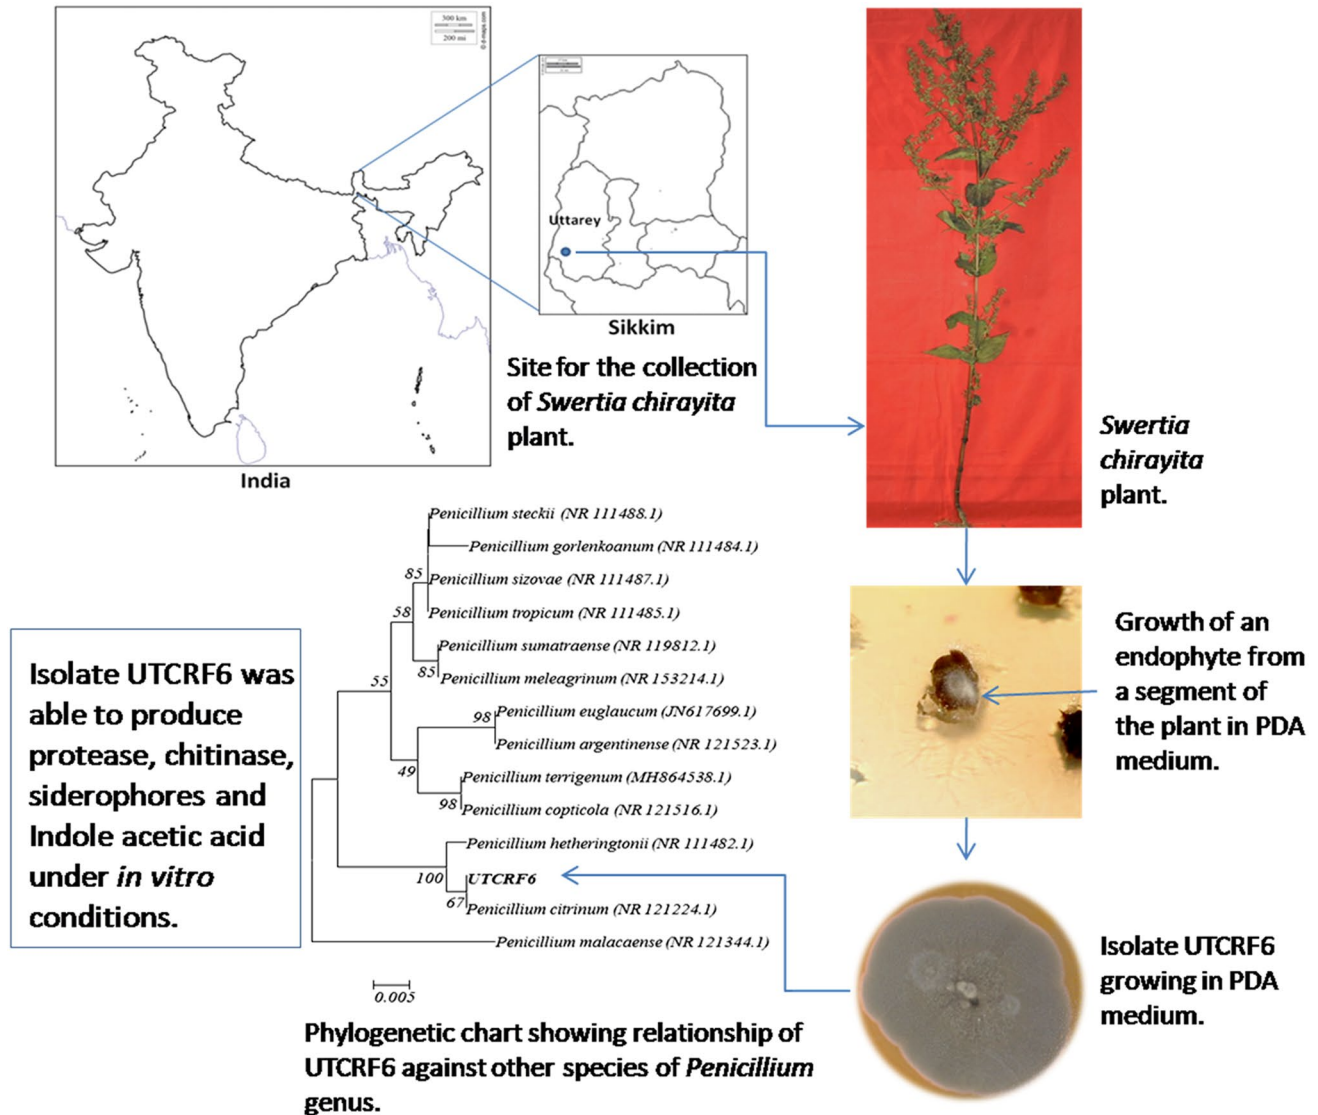 300 km
200 mi
© d-maps.com
India
Uttarey
Sikkim
Site for the collection
of Swertia chirayita
plant.
Swertia
chirayita
plant.
Growth of an
endophyte from
a segment of
the plant in PDA
medium.
Isolate UTCRF6
growing in PDA
medium.
Isolate UTCRF6 was
able to produce
protease, chitinase,
siderophores and
Indole acetic acid
under in vitro
conditions.
Penicillium steckii (NR 111488.1)
Penicillium gorlenkoanum (NR 111484.1)
85
Penicillium sizovae (NR 111487.1)
58
Penicillium tropicum (NR 111485.1)
Penicillium sumatraense (NR 119812.1)
85
Penicillium meleagrinum (NR 153214.1)
55
98
Penicillium euglaucum (JN617699.1)
Penicillium argentinense (NR 121523.1)
49
Penicillium terrigenum (MH864538.1)
98
Penicillium copticola (NR 121516.1)
Penicillium hetheringtonii (NR 111482.1)
100
UTCRF6
67
Penicillium citrinum (NR 121224.1)
Penicillium malacaense (NR 121344.1)
0.005
Phylogenetic chart showing relationship of
UTCRF6 against other species of Penicillium
genus.